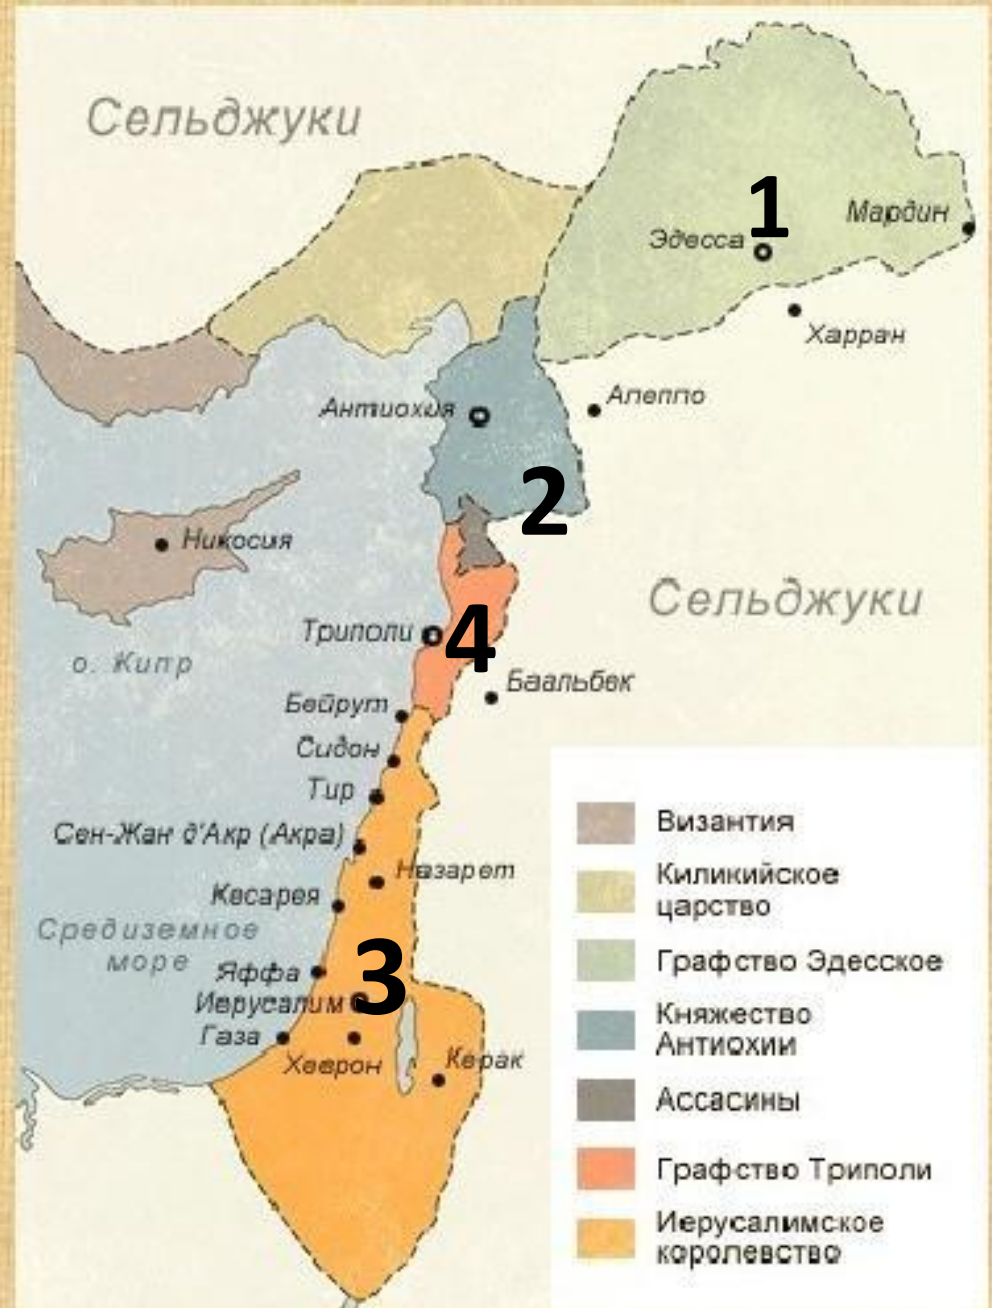 Сельджуки
1
Мардин
Эдесса
Харран
Алеппо
Антиохия
2
Никосия
Сельджуки
Триполи
4
о. Кипр
Баальбек
Бейрут
Сидон
Тир
Сен-Жан д'Акр (Акра)
Назарет
Кесарея
Средиземное
море
3
Яффа
Иерусалим
Газа
Хеврон
Керак
Византия
Киликийское
царство
Графство Эдесское
Княжество
Антиохии
Ассасины
Графство Триполи
Иерусалимское
королевство